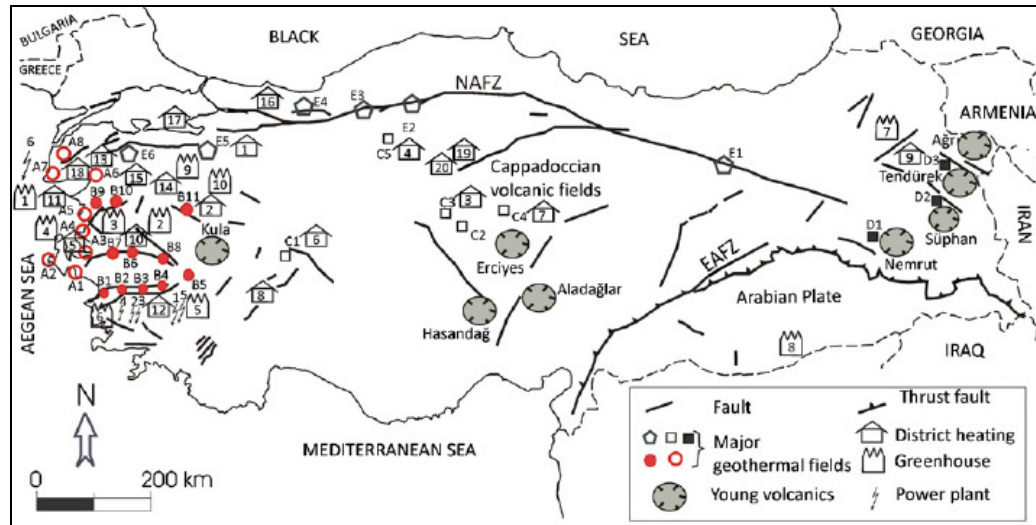 BULGARIA
GREECE
BLACK
SEA
GEORGIA
ARMENIA
IRAN
IRAQ
AEGEAN SEA
MEDITERRANEAN SEA
NAFZ
EAFZ
Arabian Plate
Cappadoccian
volcanic fields
16
E4
E3
17
E2
C5
4
19
20
E5
1
E6
6
A8
A7
18
13
A6
15
9
10
14
1
11
B9
B10
B11
2
A5
4
A4
3
2
Kula
15
A3
B7
10
B8
B6
A2
A1
B1
B2
B3
B4
B5
4
23
12
15
5
6
C1
6
8
3
C3
C2
C4
7
Erciyes
Aladağlar
Hasandağ
E1
7
9
Ağrı
D3
Tendürek
D2
Süphan
D1
Nemrut
8
N
0
200 km
Fault
Thrust fault
Major
geothermal fields
District heating
Greenhouse
Young volcanics
Power plant